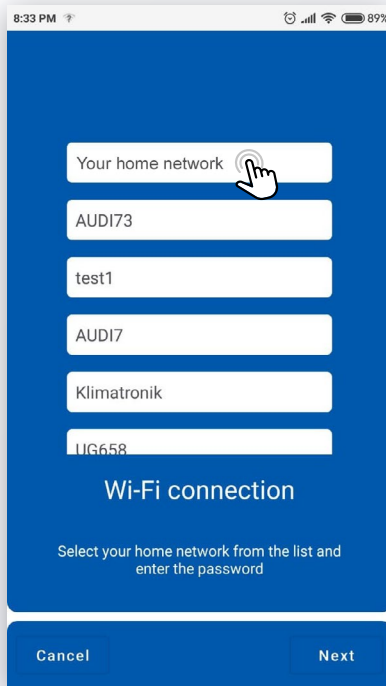 8:33 PM ? 89%
Your home network
AUDI73
test1
AUDI7
Klimatronik
UG658
Wi-Fi connection
Select your home network from the list and
enter the password
Cancel Next